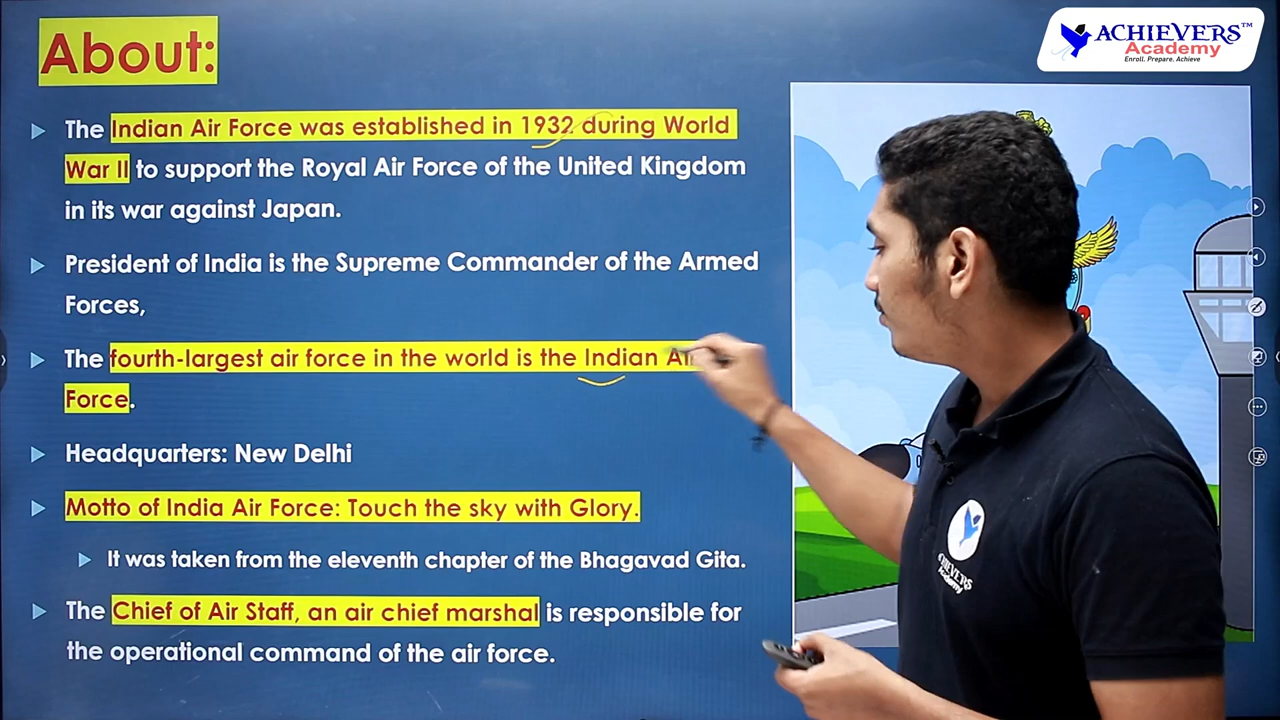 About:
ACHIEVERS™
Academy
Enroll. Prepare. Achieve
The Indian Air Force was established in 1932 during World
War II to support the Royal Air Force of the United Kingdom
in its war against Japan.
President of India is the Supreme Commander of the Armed
Forces,
The fourth-largest air force in the world is the Indian Air
Force.
Headquarters: New Delhi
Motto of India Air Force: Touch the sky with Glory.
It was taken from the eleventh chapter of the Bhagavad Gita.
The Chief of Air Staff, an air chief marshal is responsible for
the operational command of the air force.
ACHIEVERS
Academy